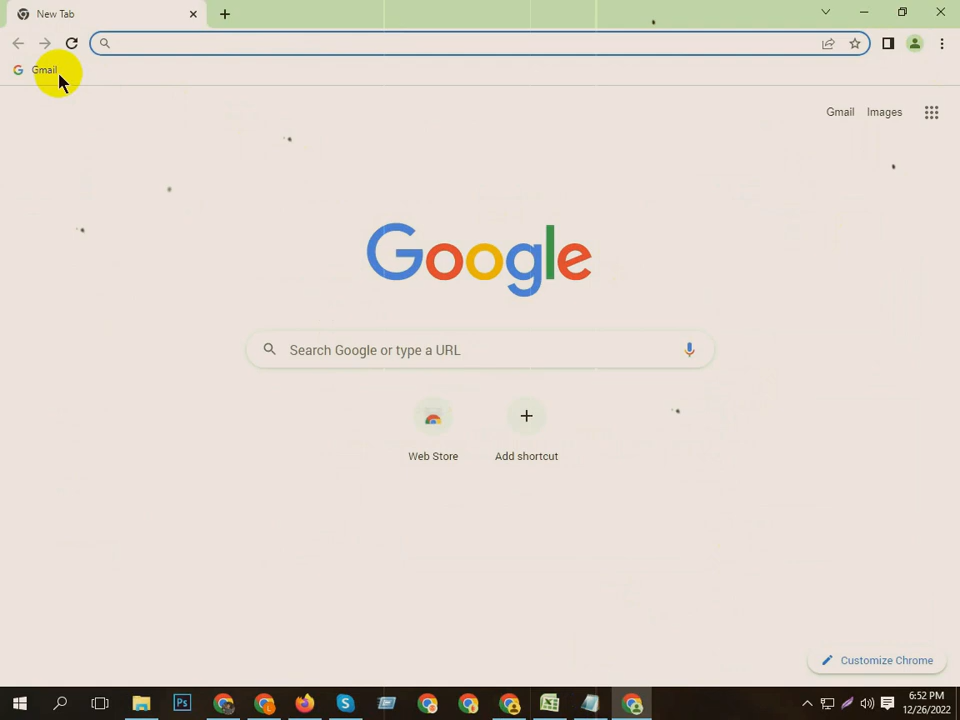 New Tab
Gmail
Gmail Images
Google
Search Google or type a URL
Web Store Add shortcut
Customize Chrome
Ps
6:52 PM
12/26/2022